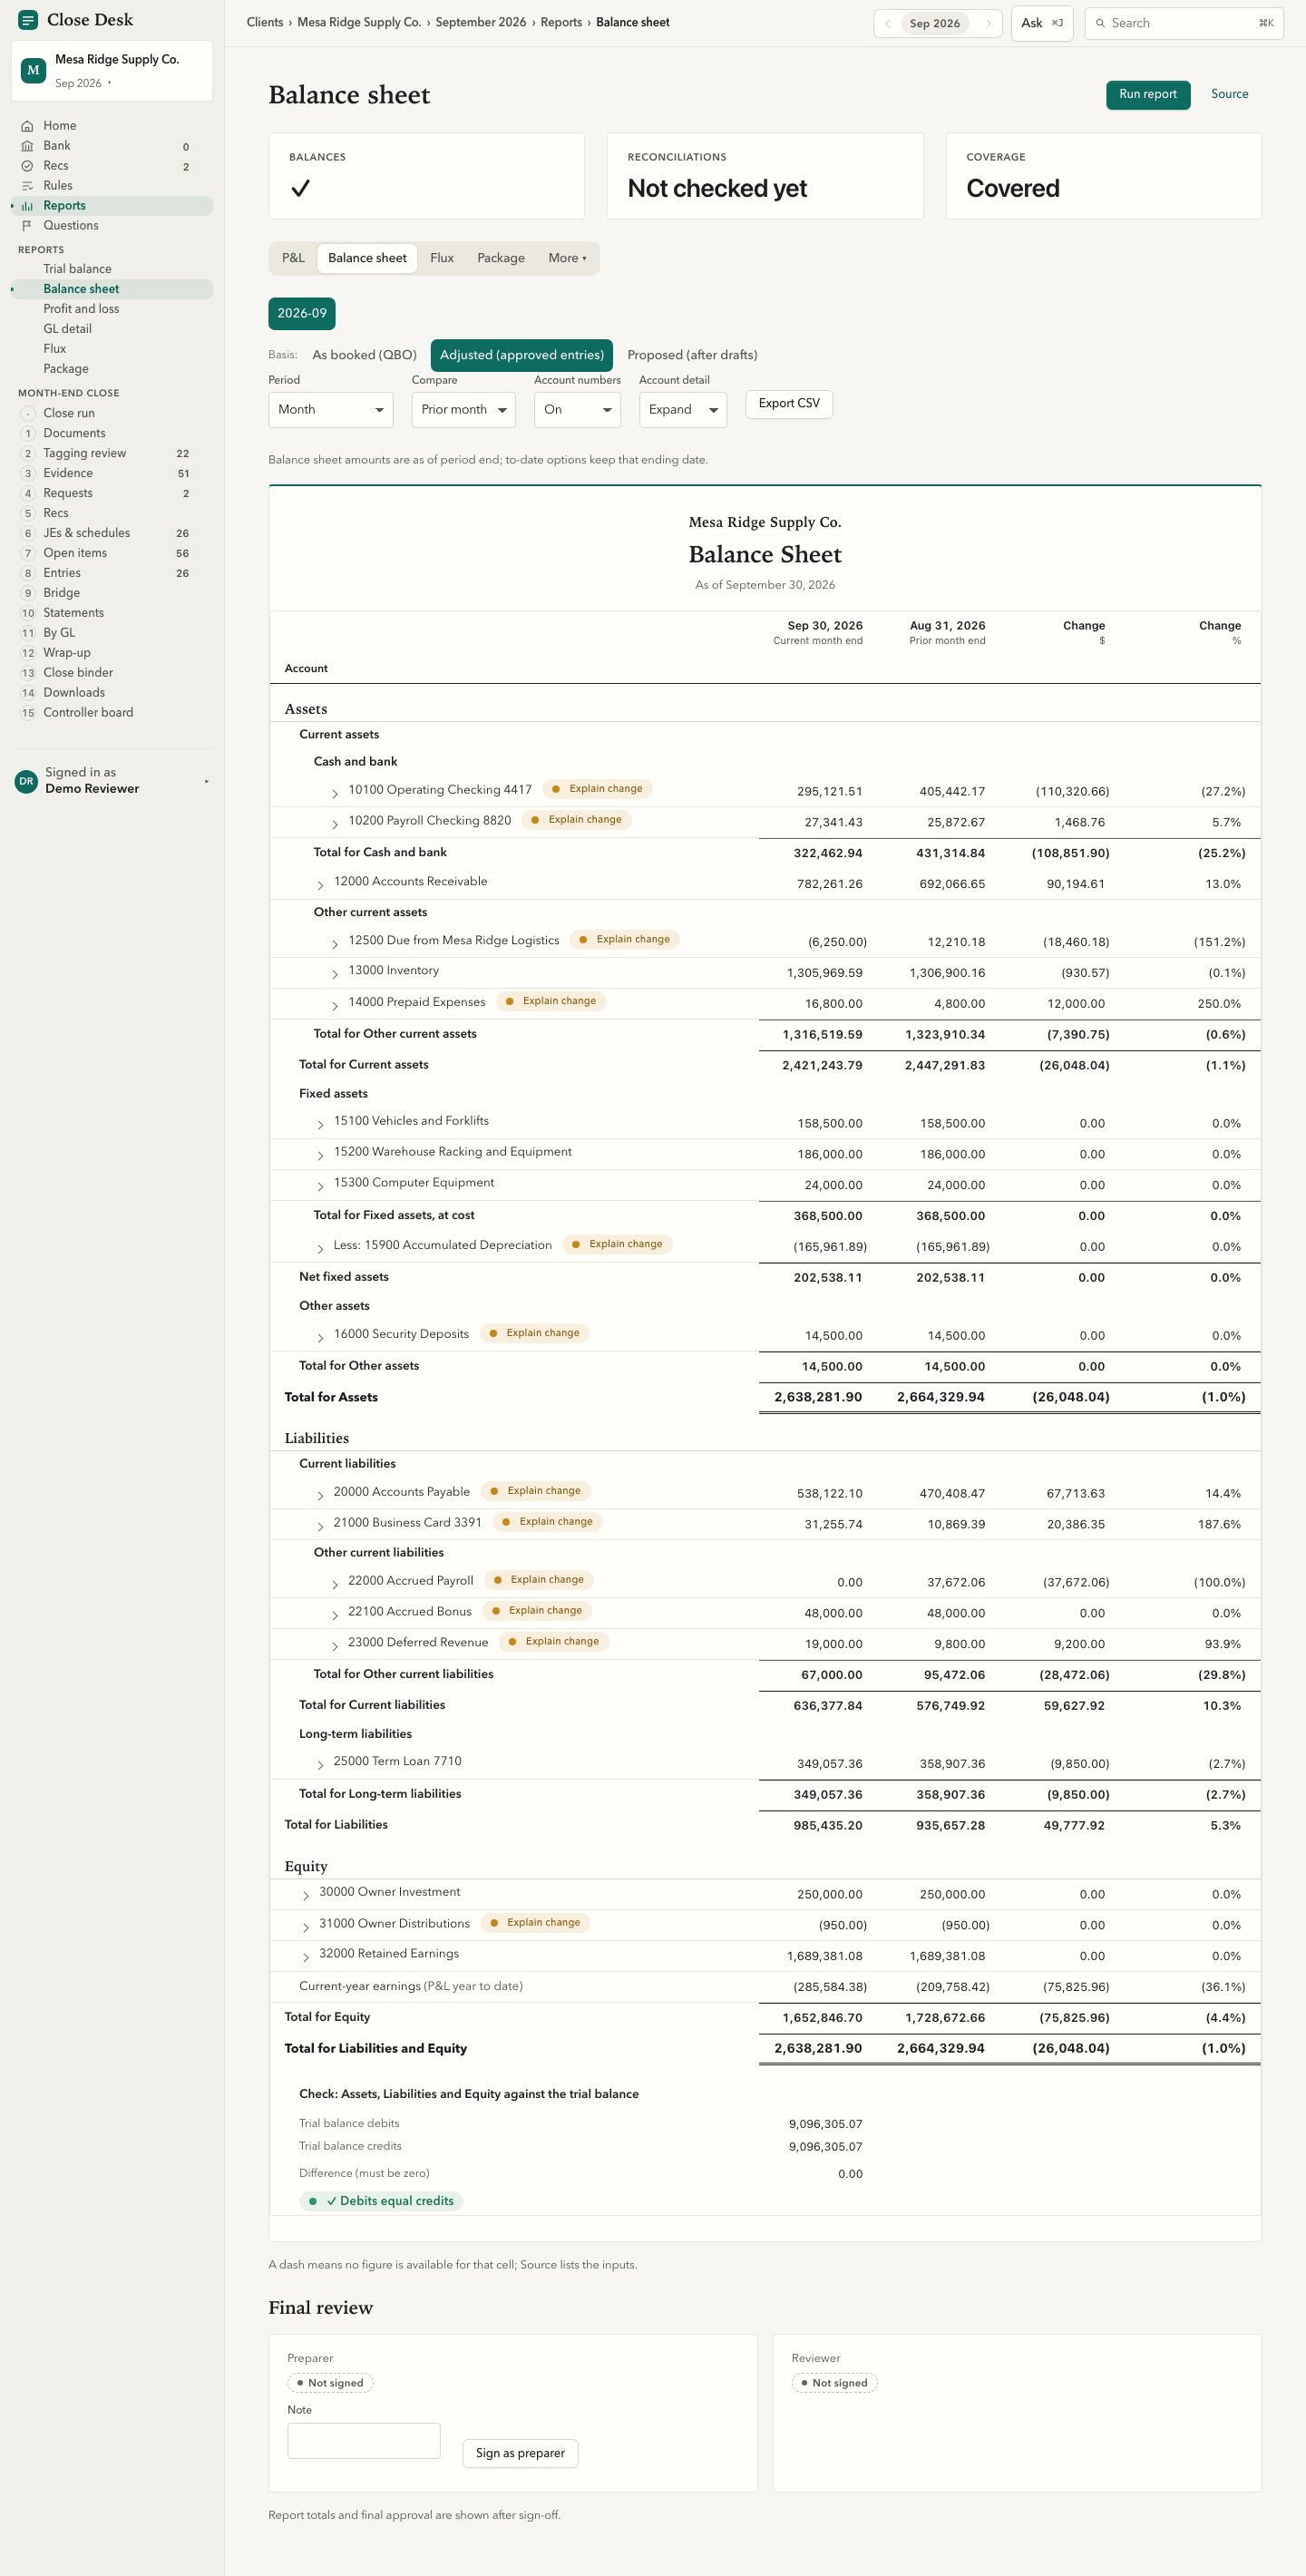 Close Desk
M
Mesa Ridge Supply Co.
Sep 2026
Home
Bank 0
Recs 2
Rules
Reports
Questions
REPORTS
Trial balance
Balance sheet
Profit and loss
GL detail
Flux
Package
MONTH-END CLOSE
Close run
1 Documents
2 Tagging review 22
3 Evidence 51
4 Requests 2
5 Recs
6 JEs & schedules 26
7 Open items 56
8 Entries 26
9 Bridge
10 Statements
11 By GL
12 Wrap-up
13 Close binder
14 Downloads
15 Controller board
DR
Signed in as
Demo Reviewer
Clients › Mesa Ridge Supply Co. › September 2026 › Reports › Balance sheet
‹ Sep 2026 ›
Ask ⌘J
Search ⌘K
Balance sheet
Run report Source
BALANCES
✓
RECONCILIATIONS
Not checked yet
COVERAGE
Covered
P&L Balance sheet Flux Package More ▾
2026-09
Basis: As booked (QBO) Adjusted (approved entries) Proposed (after drafts)
Period Compare Account numbers Account detail
Month Prior month On Expand Export CSV
Balance sheet amounts are as of period end; to-date options keep that ending date.
Mesa Ridge Supply Co.
Balance Sheet
As of September 30, 2026
Sep 30, 2026 Aug 31, 2026 Change Change
Current month end Prior month end $ %
Account
Assets
Current assets
Cash and bank
10100 Operating Checking 4417 Explain change 295,121.51 405,442.17 (110,320.66) (27.2%)
10200 Payroll Checking 8820 Explain change 27,341.43 25,872.67 1,468.76 5.7%
Total for Cash and bank 322,462.94 431,314.84 (108,851.90) (25.2%)
12000 Accounts Receivable 782,261.26 692,066.65 90,194.61 13.0%
Other current assets
12500 Due from Mesa Ridge Logistics Explain change (6,250.00) 12,210.18 (18,460.18) (151.2%)
13000 Inventory 1,305,969.59 1,306,900.16 (930.57) (0.1%)
14000 Prepaid Expenses Explain change 16,800.00 4,800.00 12,000.00 250.0%
Total for Other current assets 1,316,519.59 1,323,910.34 (7,390.75) (0.6%)
Total for Current assets 2,421,243.79 2,447,291.83 (26,048.04) (1.1%)
Fixed assets
15100 Vehicles and Forklifts 158,500.00 158,500.00 0.00 0.0%
15200 Warehouse Racking and Equipment 186,000.00 186,000.00 0.00 0.0%
15300 Computer Equipment 24,000.00 24,000.00 0.00 0.0%
Total for Fixed assets, at cost 368,500.00 368,500.00 0.00 0.0%
Less: 15900 Accumulated Depreciation Explain change (165,961.89) (165,961.89) 0.00 0.0%
Net fixed assets 202,538.11 202,538.11 0.00 0.0%
Other assets
16000 Security Deposits Explain change 14,500.00 14,500.00 0.00 0.0%
Total for Other assets 14,500.00 14,500.00 0.00 0.0%
Total for Assets 2,638,281.90 2,664,329.94 (26,048.04) (1.0%)
Liabilities
Current liabilities
20000 Accounts Payable Explain change 538,122.10 470,408.47 67,713.63 14.4%
21000 Business Card 3391 Explain change 31,255.74 10,869.39 20,386.35 187.6%
Other current liabilities
22000 Accrued Payroll Explain change 0.00 37,672.06 (37,672.06) (100.0%)
22100 Accrued Bonus Explain change 48,000.00 48,000.00 0.00 0.0%
23000 Deferred Revenue Explain change 19,000.00 9,800.00 9,200.00 93.9%
Total for Other current liabilities 67,000.00 95,472.06 (28,472.06) (29.8%)
Total for Current liabilities 636,377.84 576,749.92 59,627.92 10.3%
Long-term liabilities
25000 Term Loan 7710 349,057.36 358,907.36 (9,850.00) (2.7%)
Total for Long-term liabilities 349,057.36 358,907.36 (9,850.00) (2.7%)
Total for Liabilities 985,435.20 935,657.28 49,777.92 5.3%
Equity
30000 Owner Investment 250,000.00 250,000.00 0.00 0.0%
31000 Owner Distributions Explain change (950.00) (950.00) 0.00 0.0%
32000 Retained Earnings 1,689,381.08 1,689,381.08 0.00 0.0%
Current-year earnings (P&L year to date) (285,584.38) (209,758.42) (75,825.96) (36.1%)
Total for Equity 1,652,846.70 1,728,672.66 (75,825.96) (4.4%)
Total for Liabilities and Equity 2,638,281.90 2,664,329.94 (26,048.04) (1.0%)
Check: Assets, Liabilities and Equity against the trial balance
Trial balance debits 9,096,305.07
Trial balance credits 9,096,305.07
Difference (must be zero) 0.00
✓ Debits equal credits
A dash means no figure is available for that cell; Source lists the inputs.
Final review
Preparer
Not signed
Note
Sign as preparer
Reviewer
Not signed
Report totals and final approval are shown after sign-off.